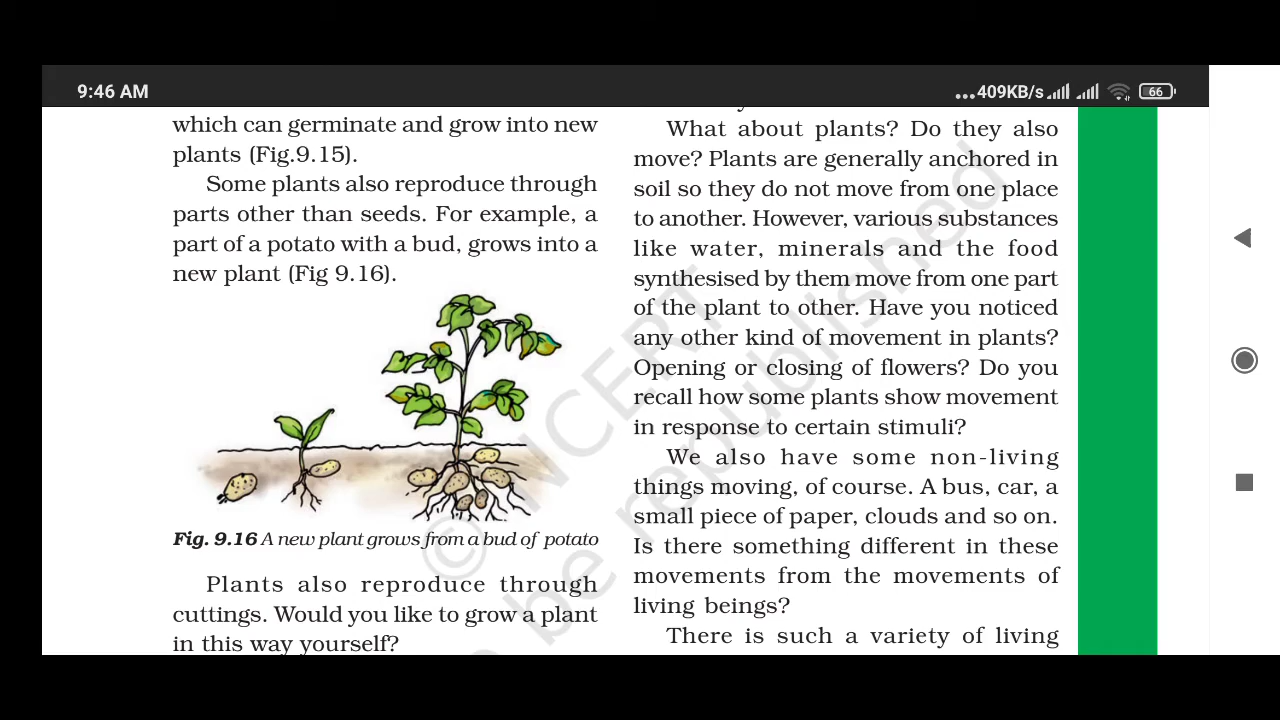 9:46 AM
...409KB/s
66
which can germinate and grow into new
plants (Fig.9.15).
Some plants also reproduce through
parts other than seeds. For example, a
part of a potato with a bud, grows into a
new plant (Fig 9.16).
Fig. 9.16 A new plant grows from a bud of potato
Plants also reproduce through
cuttings. Would you like to grow a plant
in this way yourself?
What about plants? Do they also
move? Plants are generally anchored in
soil so they do not move from one place
to another. However, various substances
like water, minerals and the food
synthesised by them move from one part
of the plant to other. Have you noticed
any other kind of movement in plants?
Opening or closing of flowers? Do you
recall how some plants show movement
in response to certain stimuli?
We also have some non-living
things moving, of course. A bus, car, a
small piece of paper, clouds and so on.
Is there something different in these
movements from the movements of
living beings?
There is such a variety of living
© NCERT
be republished